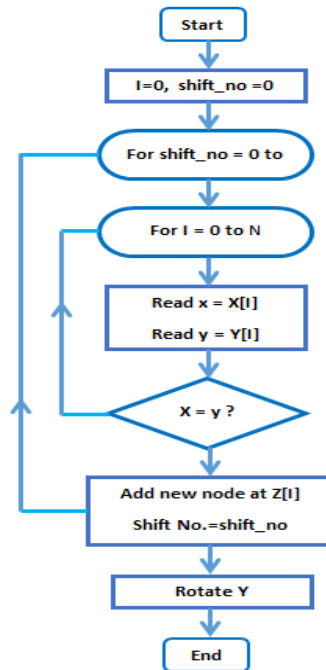 Start
I=0, shift_no =0
For shift_no = 0 to
For I = 0 to N
Read x = X[I]
Read y = Y[I]
X = y ?
Add new node at Z[I]
Shift No.=shift_no
Rotate Y
End